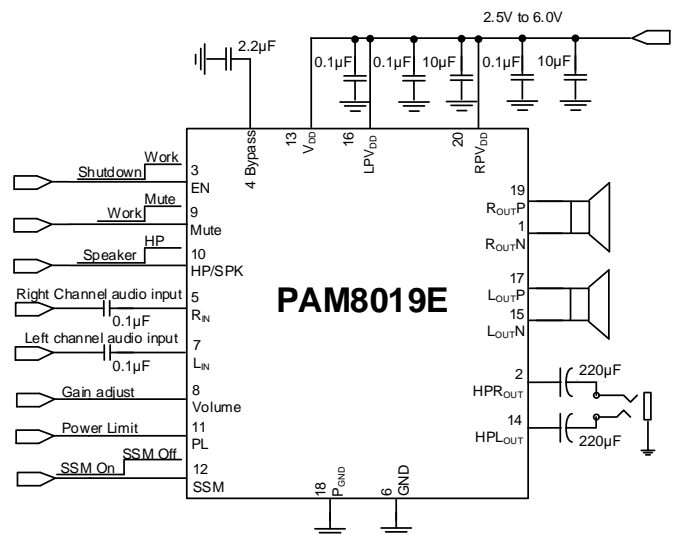 2.5V to 6.0V
2.2µF
0.1µF 0.1µF 10µF 0.1µF 10µF
4 Bypass
13 VDD
16 LPVDD
20 RPVDD
Shutdown Work
3
EN
Work Mute
9
Mute
Speaker HP
10
HP/SPK
Right Channel audio input
5
RIN
0.1µF
Left channel audio input
7
LIN
0.1µF
Gain adjust
8
Volume
Power Limit
11
PL
SSM On SSM Off
12
SSM
PAM8019E
19
ROUTP
1
ROUTN
17
LOUTP
15
LOUTN
2
HPROUT
220µF
14
HPLOUT
220µF
18 PGND
6 GND